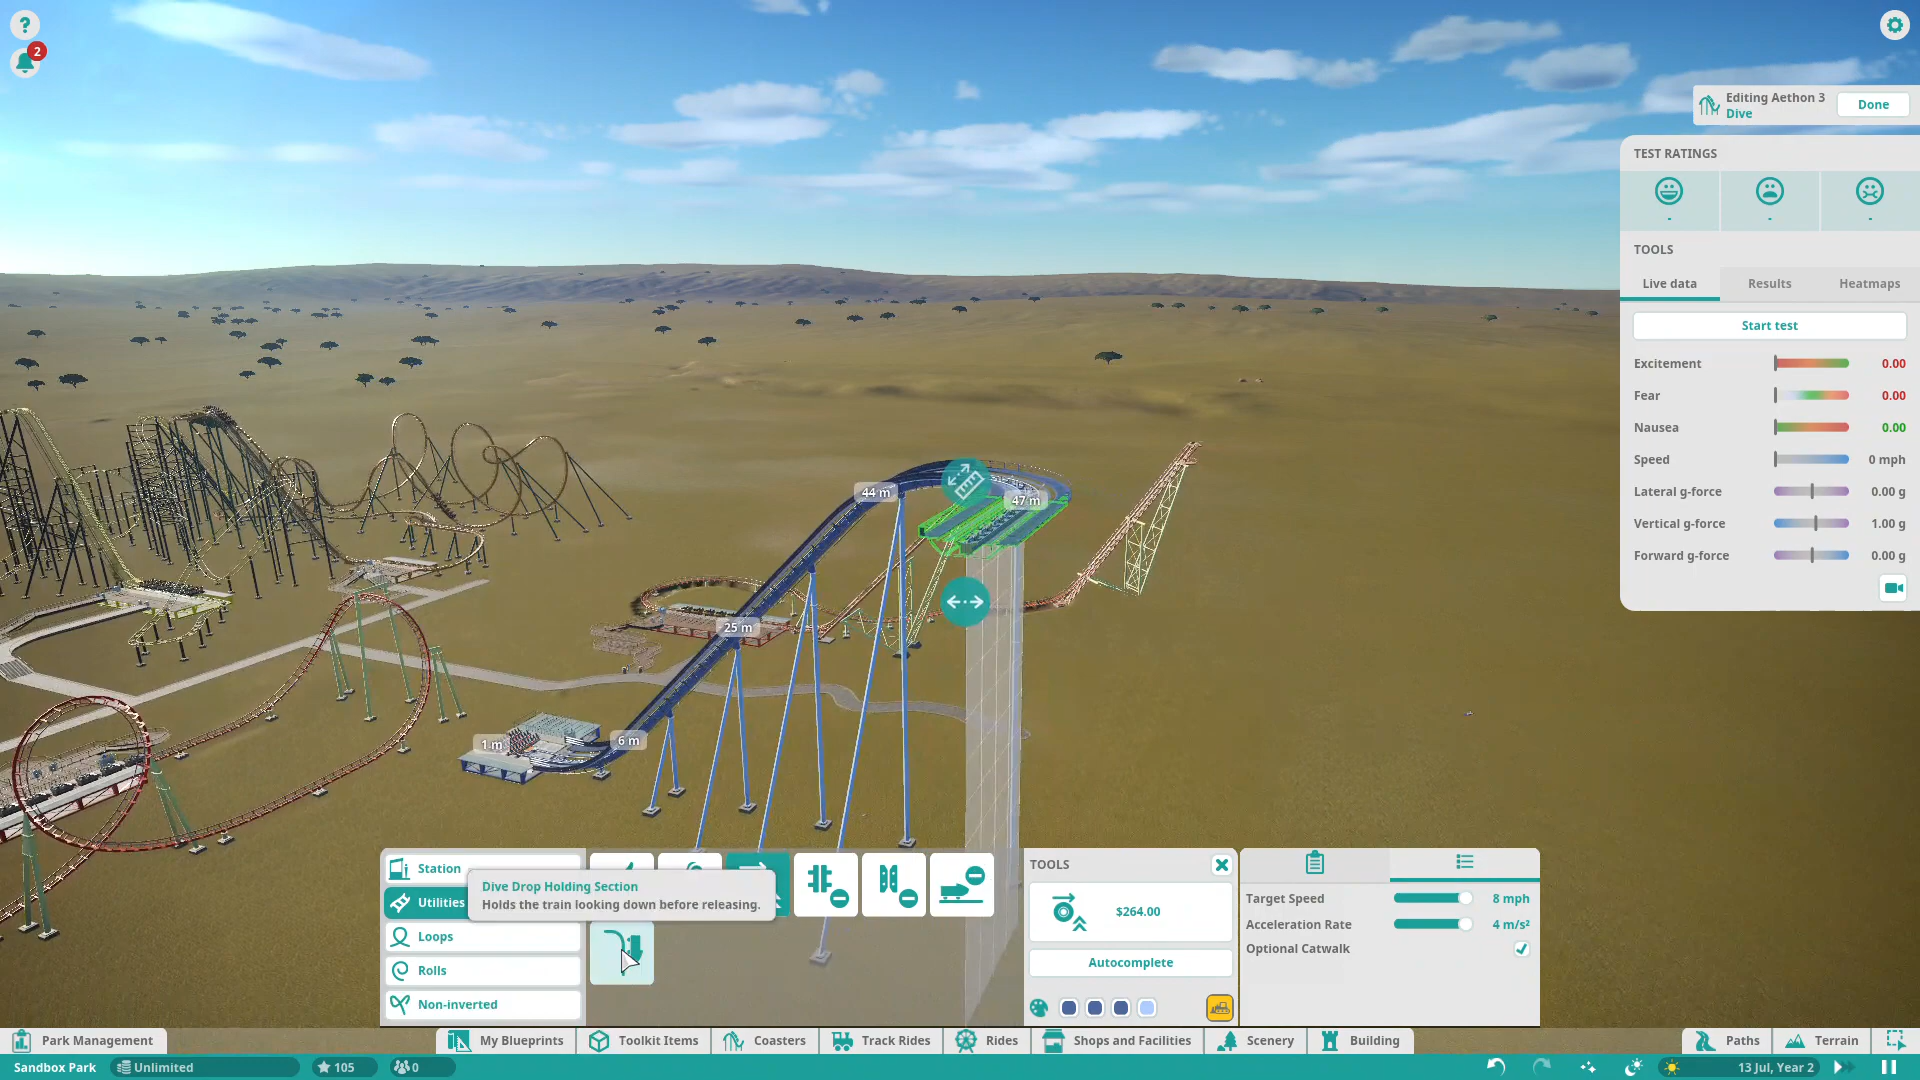 ?
2
Editing Aethon 3
Dive
Done
TEST RATINGS
-
-
-
TOOLS
Live data
Results
Heatmaps
Start test
Excitement
0.00
Fear
0.00
Nausea
0.00
Speed
0 mph
Lateral g-force
0.00 g
Vertical g-force
1.00 g
Forward g-force
0.00 g
44 m
47 m
25 m
1 m
6 m
Station
Utilities
Loops
Rolls
Non-inverted
Dive Drop Holding Section
Holds the train looking down before releasing.
TOOLS
$264.00
Autocomplete
Target Speed
8 mph
Acceleration Rate
4 m/s²
Optional Catwalk
Park Management
My Blueprints
Toolkit Items
Coasters
Track Rides
Rides
Shops and Facilities
Scenery
Building
Paths
Terrain
Sandbox Park
Unlimited
105
0
13 Jul, Year 2